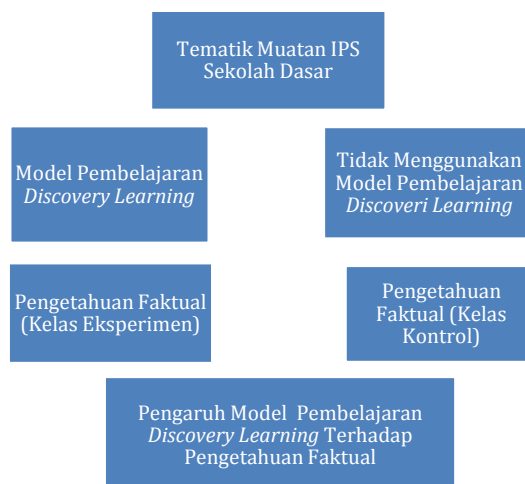 Tematik Muatan IPS
Sekolah Dasar
Model Pembelajaran
Discovery Learning
Tidak Menggunakan
Model Pembelajaran
Discoveri Learning
Pengetahuan Faktual
(Kelas Eksperimen)
Pengetahuan
Faktual (Kelas
Kontrol)
Pengaruh Model Pembelajaran
Discovery Learning Terhadap
Pengetahuan Faktual